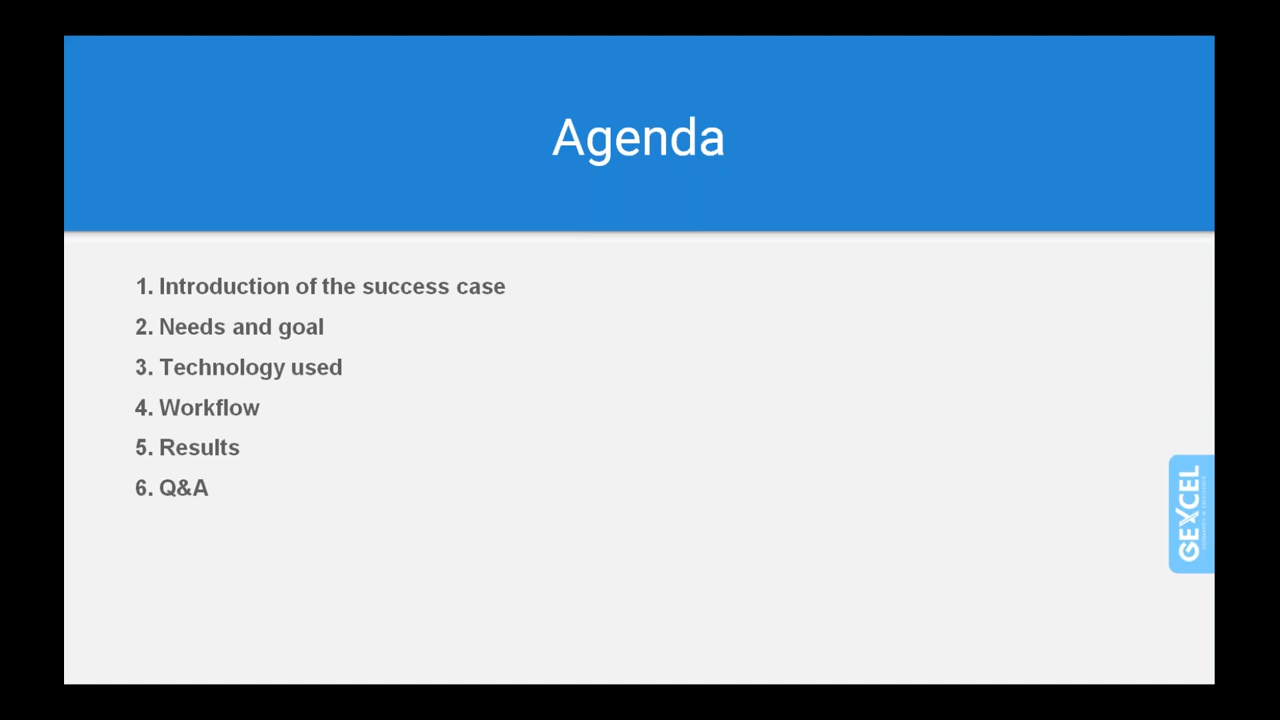 Agenda
1. Introduction of the success case
2. Needs and goal
3. Technology used
4. Workflow
5. Results
6. Q&A
GEXCEL